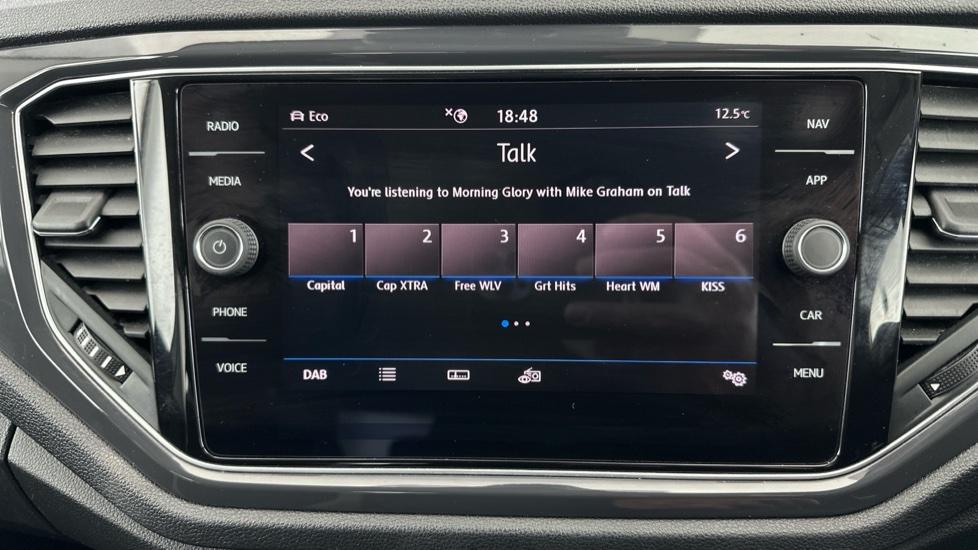 Eco 18:48 12.5°C
RADIO
MEDIA
PHONE
VOICE
< Talk >
You're listening to Morning Glory with Mike Graham on Talk
1 2 3 4 5 6
Capital Cap XTRA Free WLV Grt Hits Heart WM KISS
DAB
NAV
APP
CAR
MENU